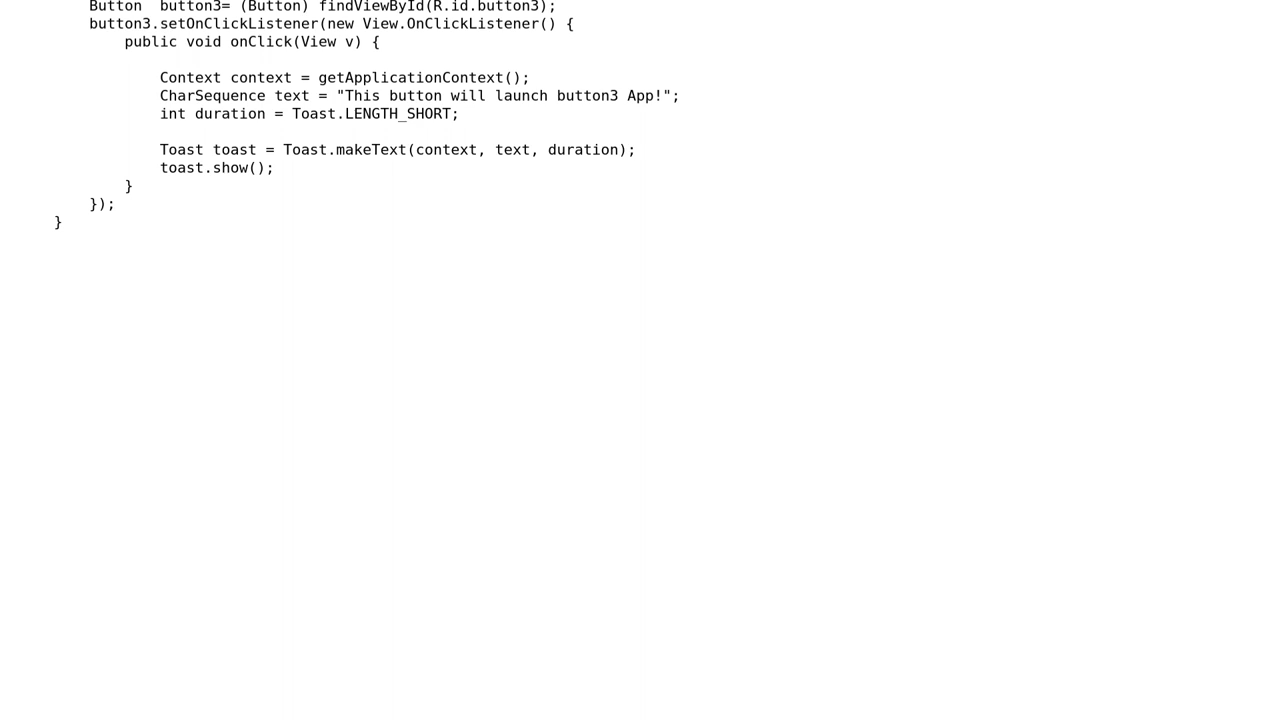 Button  button3= (Button) findViewById(R.id.button3);
button3.setOnClickListener(new View.OnClickListener() {
public void onClick(View v) {
Context context = getApplicationContext();
CharSequence text = "This button will launch button3 App!";
int duration = Toast.LENGTH_SHORT;
Toast toast = Toast.makeText(context, text, duration);
toast.show();
}
});
}